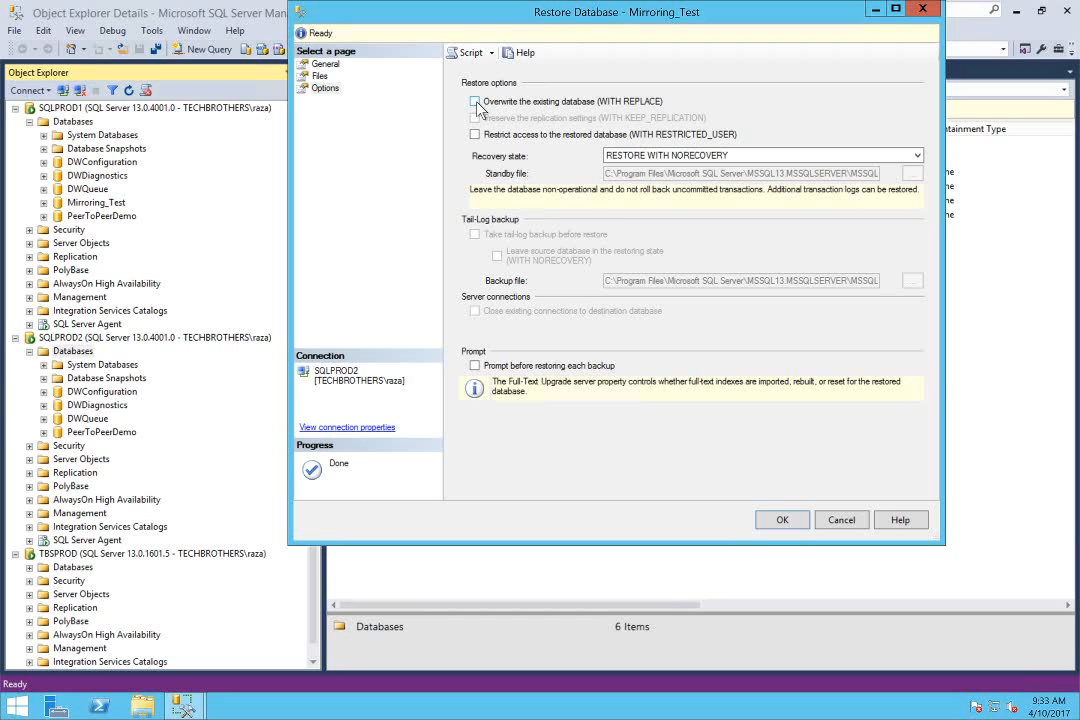 Object Explorer Details - Microsoft SQL Server Man
Restore Database - Mirroring_Test
File Edit View Debug Tools Window Help
New Query
Ready
Object Explorer
Connect
SQLPROD1 (SQL Server 13.0.4001.0 - TECHBROTHERS\raza)
Databases
System Databases
Database Snapshots
DWConfiguration
DWDiagnostics
DWQueue
Mirroring_Test
PeerToPeerDemo
Security
Server Objects
Replication
PolyBase
AlwaysOn High Availability
Management
Integration Services Catalogs
SQL Server Agent
SQLPROD2 (SQL Server 13.0.4001.0 - TECHBROTHERS\raza)
Databases
System Databases
Database Snapshots
DWConfiguration
DWDiagnostics
DWQueue
PeerToPeerDemo
Security
Server Objects
Replication
PolyBase
AlwaysOn High Availability
Management
Integration Services Catalogs
SQL Server Agent
TBSPROD (SQL Server 13.0.1601.5 - TECHBROTHERS\raza)
Databases
Security
Server Objects
Replication
PolyBase
AlwaysOn High Availability
Management
Integration Services Catalogs
Select a page
General
Files
Options
Connection
SQLPROD2
[TECHBROTHERS\raza]
View connection properties
Progress
Done
Script Help
Restore options
Overwrite the existing database (WITH REPLACE)
Preserve the replication settings (WITH KEEP_REPLICATION)
Restrict access to the restored database (WITH RESTRICTED_USER)
Recovery state: RESTORE WITH NORECOVERY
Standby file: C:\Program Files\Microsoft SQL Server\MSSQL13.MSSQLSERVER\MSSQL ...
Leave the database non-operational and do not roll back uncommitted transactions. Additional transaction logs can be restored.
Tail-Log backup
Take tail-log backup before restore
Leave source database in the restoring state
(WITH NORECOVERY)
Backup file: C:\Program Files\Microsoft SQL Server\MSSQL13.MSSQLSERVER\MSSQL ...
Server connections
Close existing connections to destination database
Prompt
Prompt before restoring each backup
The Full-Text Upgrade server property controls whether full-text indexes are imported, rebuilt, or reset for the restored
database.
OK Cancel Help
tainment Type
ne
ne
ne
ne
Databases 6 Items
Ready
9:33 AM
4/10/2017